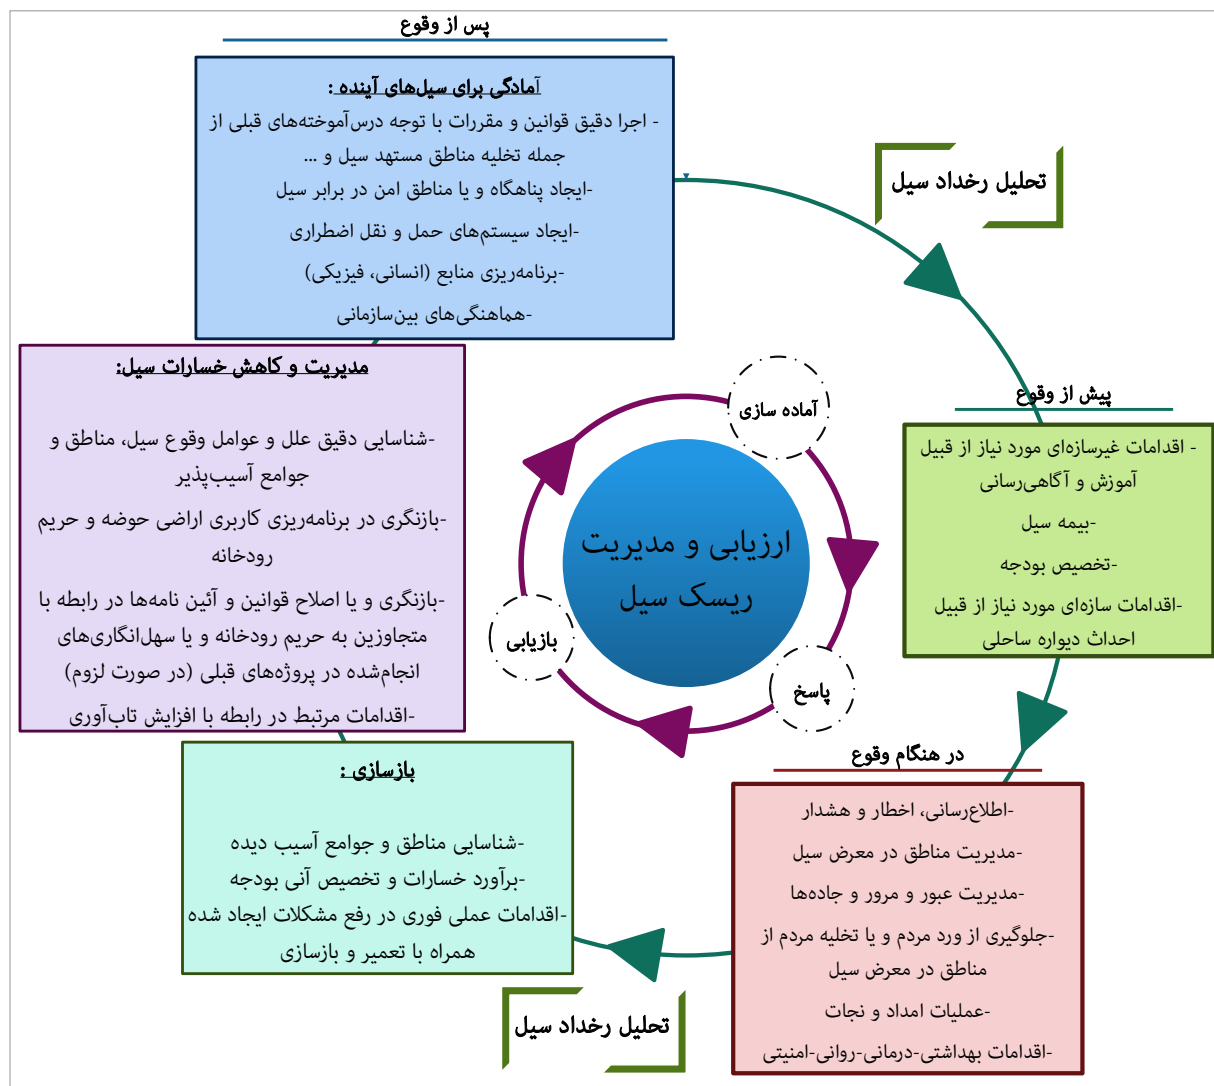 پس از وقوع
آمادگی برای سیل‌های آینده :
- اجرا دقیق قوانین و مقررات با توجه درس‌آموخته‌های قبلی از
جمله تخلیه مناطق مستهد سیل و ...
-ایجاد پناهگاه و یا مناطق امن در برابر سیل
-ایجاد سیستم‌های حمل و نقل اضطراری
-برنامه‌ریزی منابع (انسانی، فیزیکی)
-هماهنگی‌های بین‌سازمانی
تحلیل رخداد سیل
پیش از وقوع
- اقدامات غیرسازه‌ای مورد نیاز از قبیل
آموزش و آگاهی‌رسانی
-بیمه سیل
-تخصیص بودجه
-اقدامات سازه‌ای مورد نیاز از قبیل
احداث دیواره ساحلی
مدیریت و کاهش خسارات سیل:
-شناسایی دقیق علل و عوامل وقوع سیل، مناطق و
جوامع آسیب‌پذیر
-بازنگری در برنامه‌ریزی کاربری اراضی حوضه و حریم
رودخانه
-بازنگری و یا اصلاح قوانین و آئین نامه‌ها در رابطه با
متجاوزین به حریم رودخانه و یا سهل‌انگاری‌های
انجام‌شده در پروژه‌های قبلی (در صورت لزوم)
-اقدامات مرتبط در رابطه با افزایش تاب‌آوری
آماده سازی
ارزیابی و مدیریت
ریسک سیل
بازیابی
پاسخ
در هنگام وقوع
-اطلاع‌رسانی، اخطار و هشدار
-مدیریت مناطق در معرض سیل
-مدیریت عبور و مرور و جاده‌ها
-جلوگیری از ورد مردم و یا تخلیه مردم از
مناطق در معرض سیل
-عملیات امداد و نجات
-اقدامات بهداشتی-درمانی-روانی-امنیتی
بازسازی :
-شناسایی مناطق و جوامع آسیب دیده
-برآورد خسارات و تخصیص آنی بودجه
-اقدامات عملی فوری در رفع مشکلات ایجاد شده
همراه با تعمیر و بازسازی
تحلیل رخداد سیل